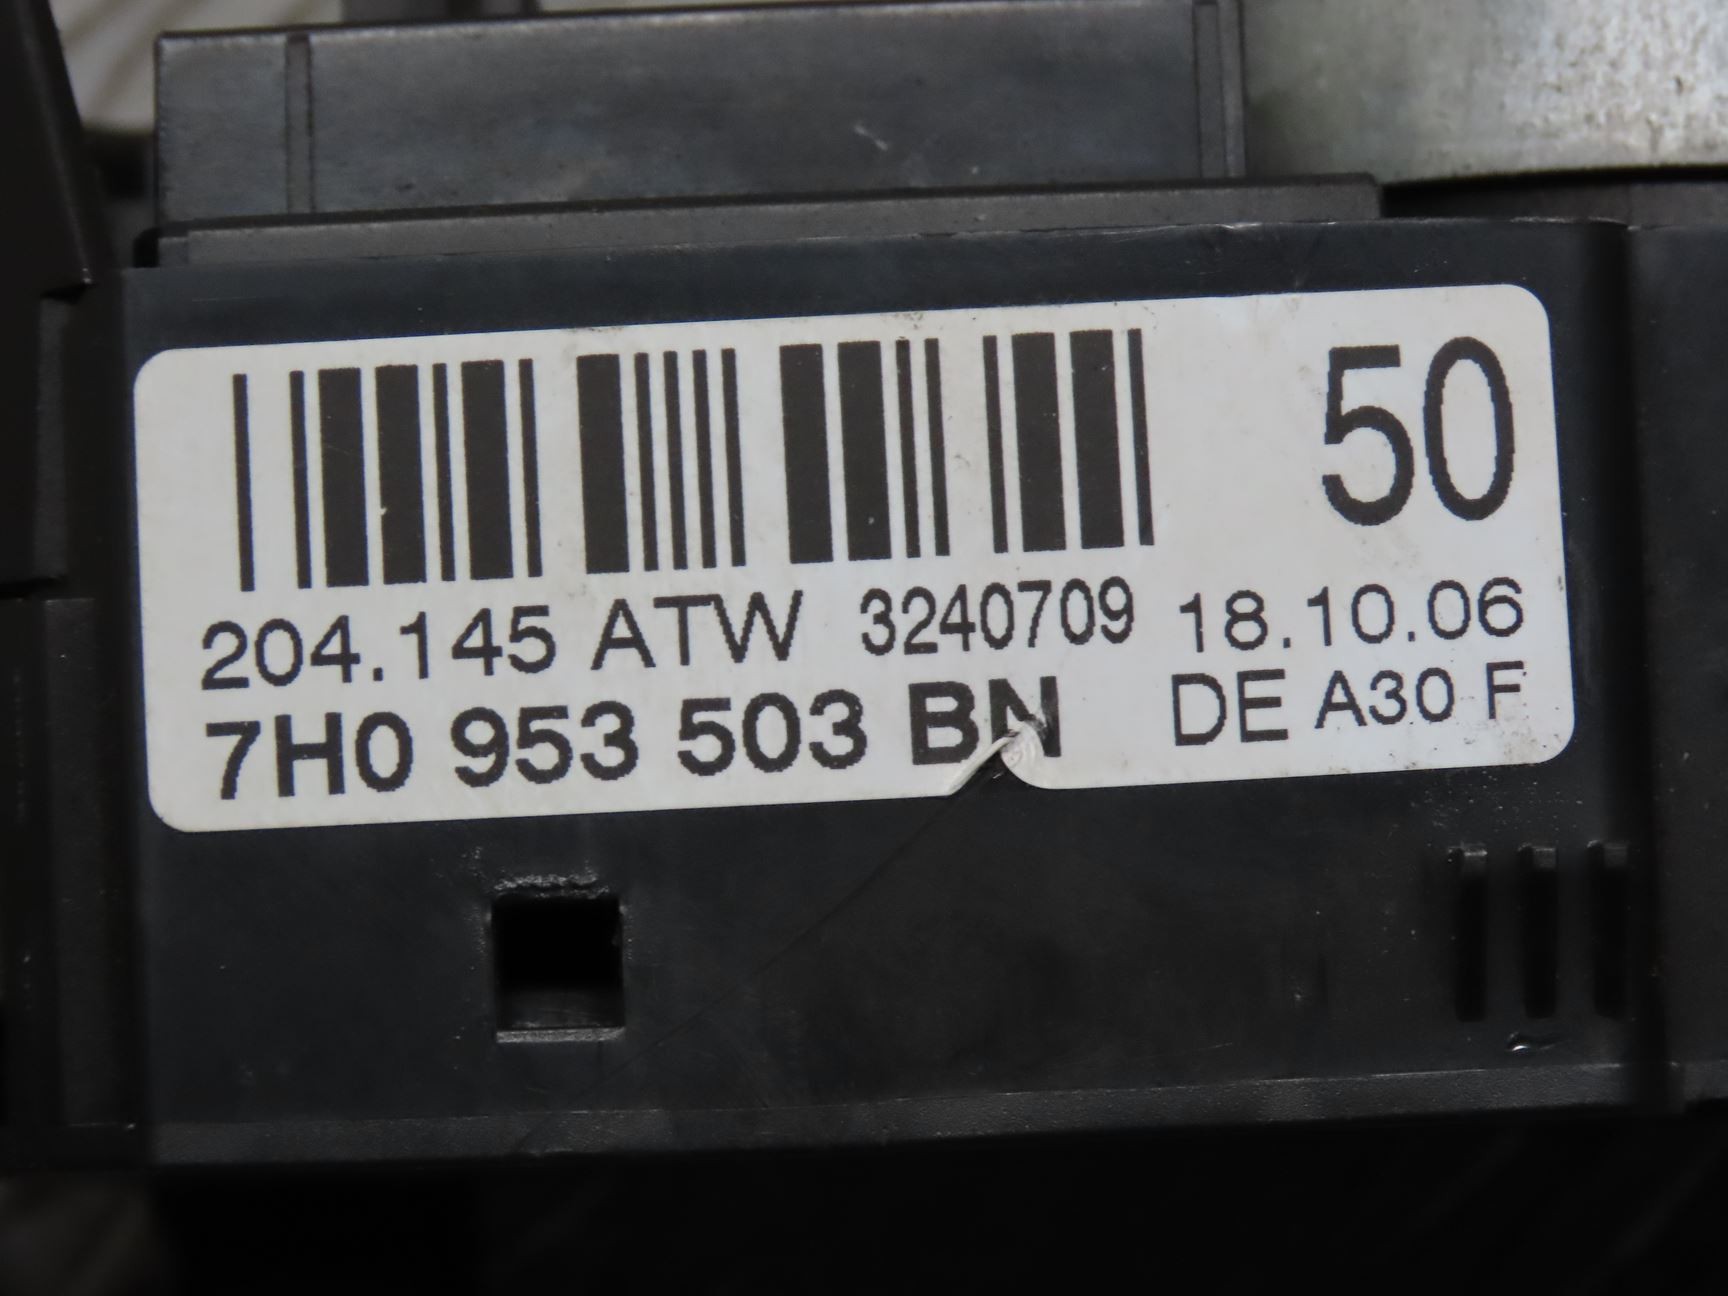 50
204.145 ATW 3240709 18.10.06
7H0 953 503 BN DE A30 F